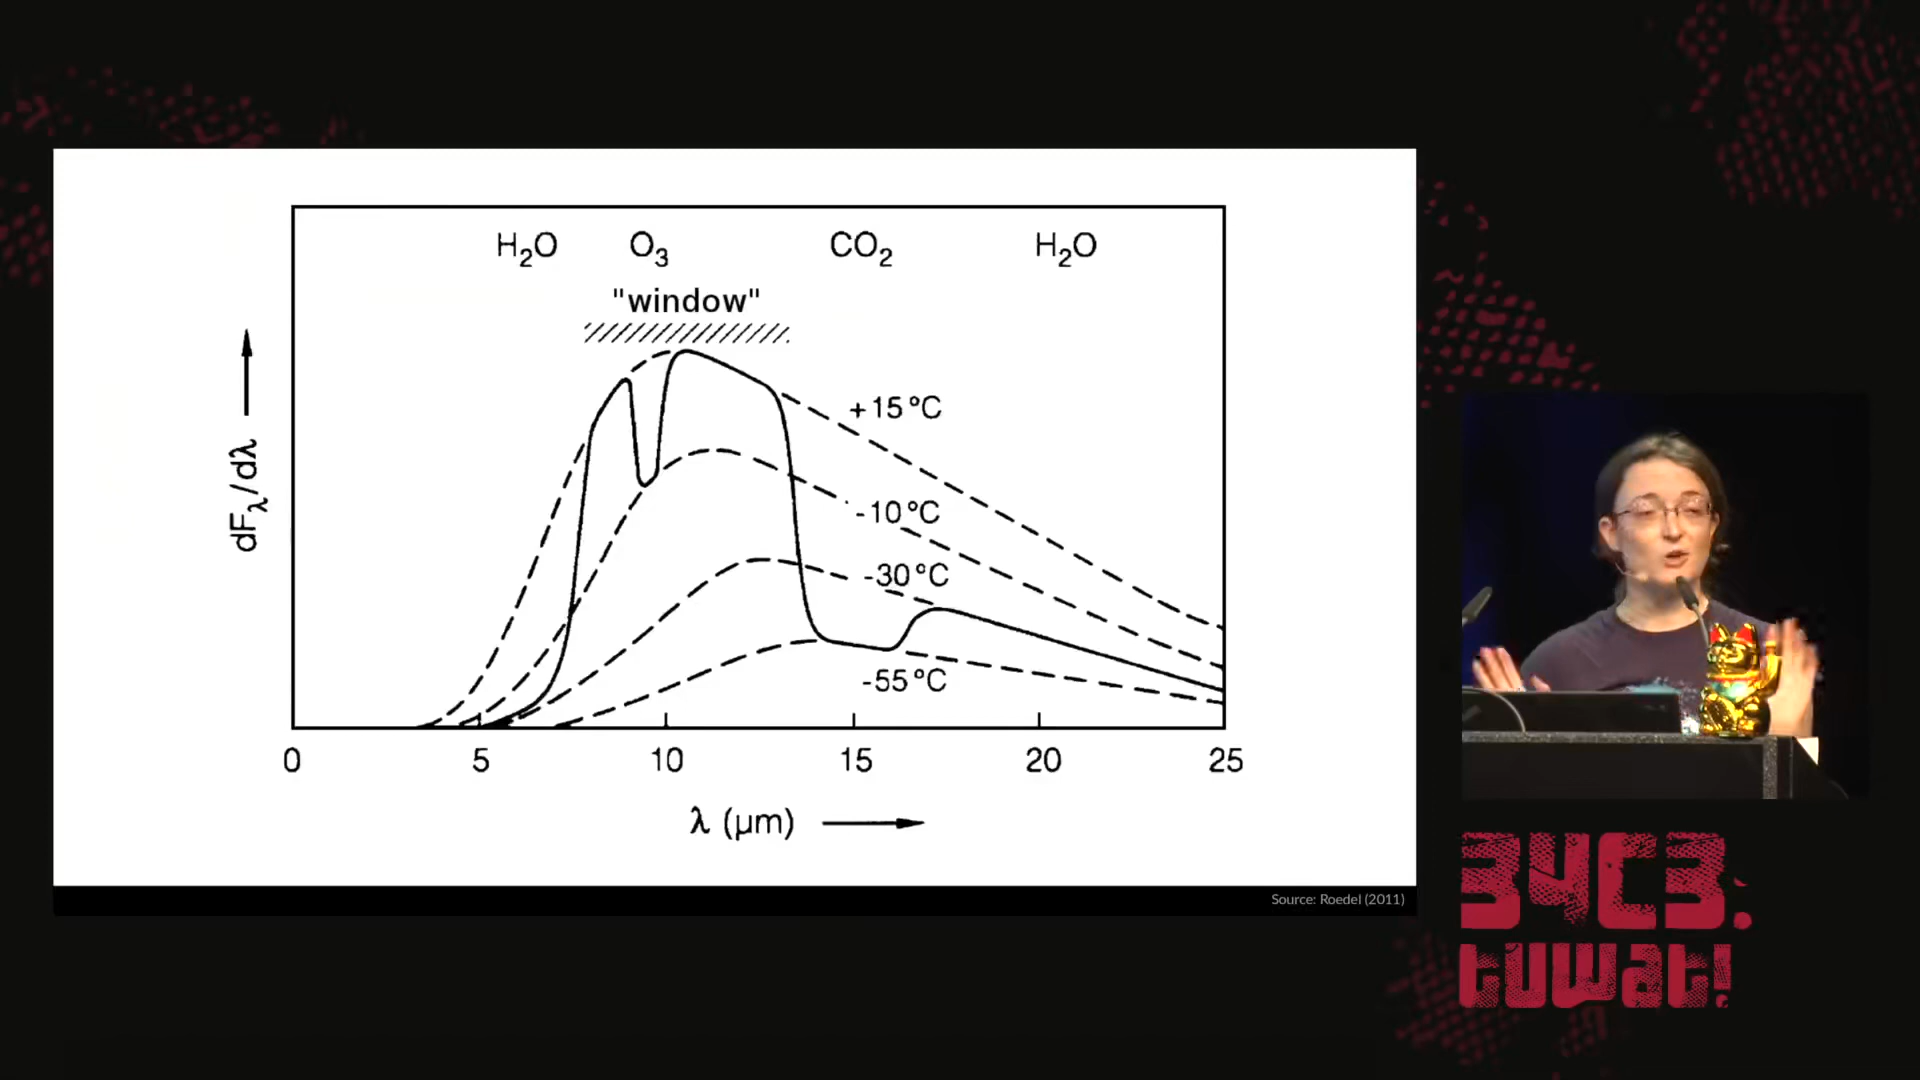 H₂O O₃ CO₂ H₂O
"window"
+15°C
-10°C
-30°C
-55°C
dFλ/dλ
0 5 10 15 20 25
λ (μm)
Source: Roedel (2011)
34C3.
tuwat!